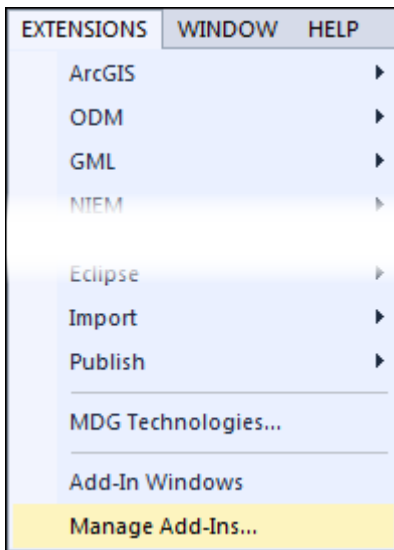 EXTENSIONS WINDOW HELP
ArcGIS
ODM
GML
NIEM
Eclipse
Import
Publish
MDG Technologies...
Add-In Windows
Manage Add-Ins...